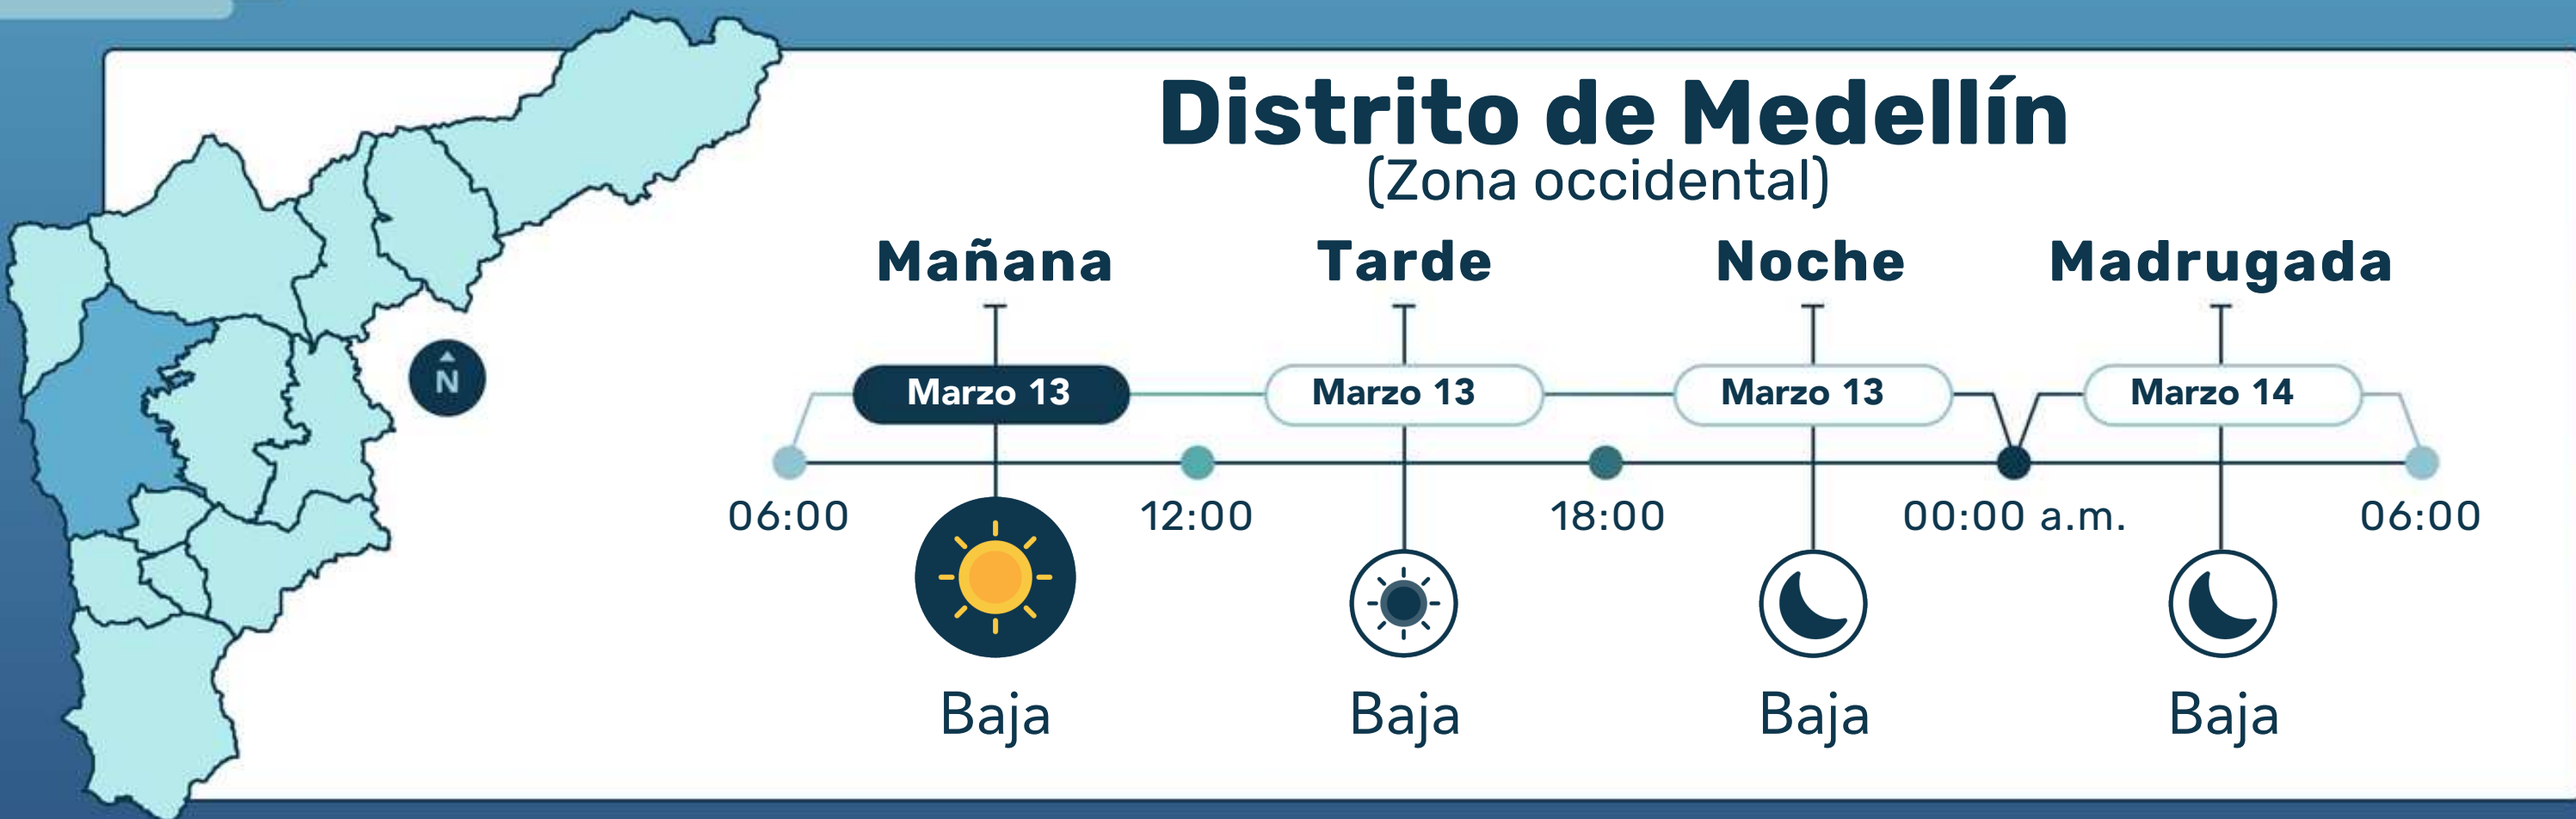 Distrito de Medellín
(Zona occidental)
Mañana Tarde Noche Madrugada
Marzo 13 Marzo 13 Marzo 13 Marzo 14
N
06:00 12:00 18:00 00:00 a.m. 06:00
Baja Baja Baja Baja